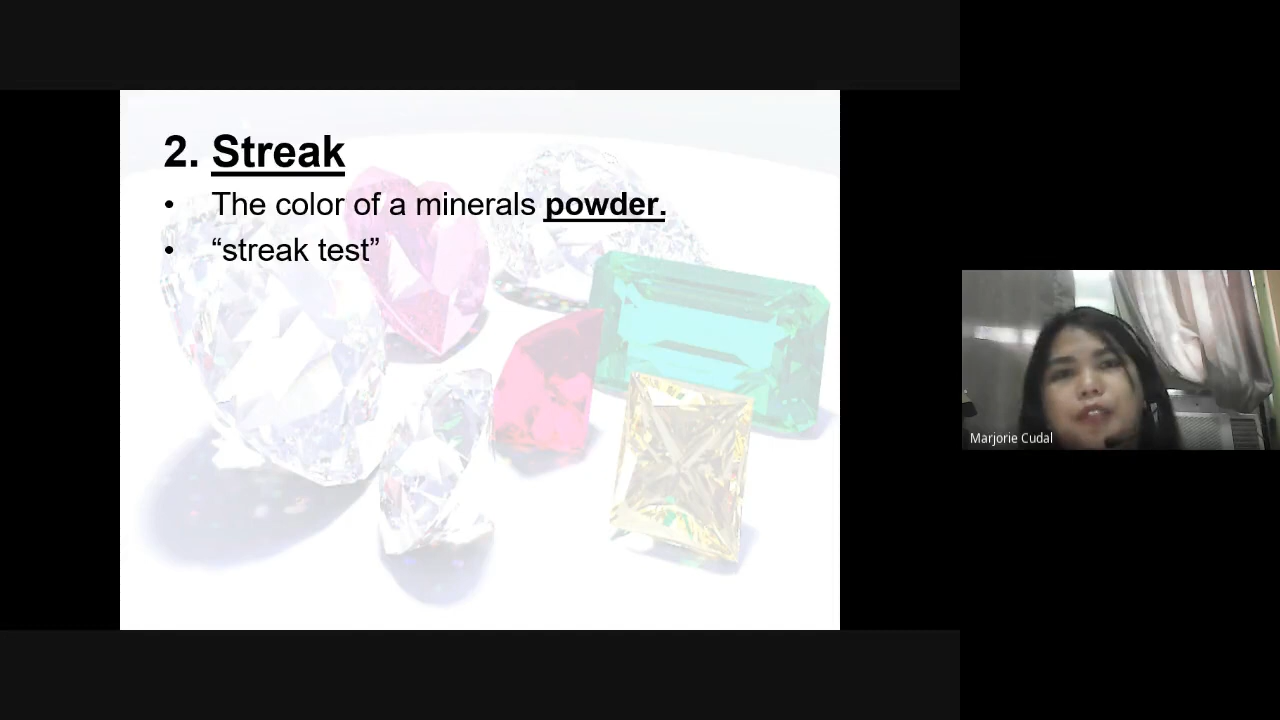 2. Streak
• The color of a minerals powder.
• “streak test”
Marjorie Cudal